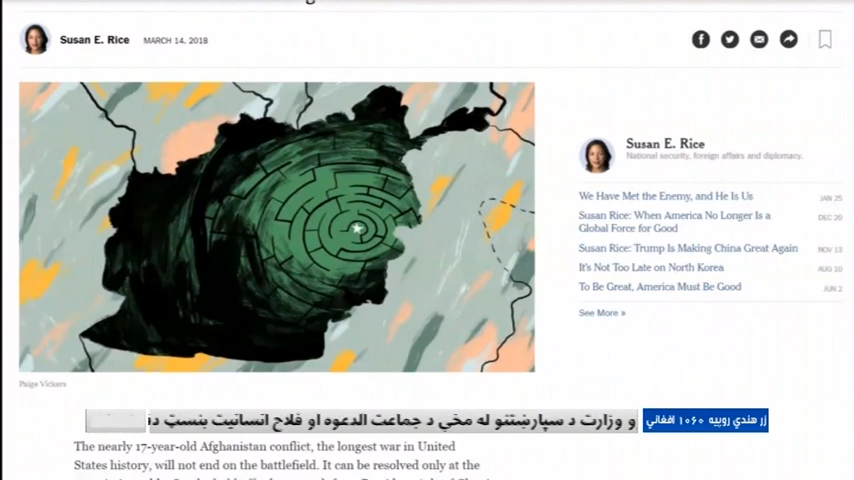 Susan E. Rice
MARCH 14, 2018
Susan E. Rice
National security, foreign affairs and diplomacy.
We Have Met the Enemy, and He Is Us
JAN 25
Susan Rice: When America No Longer Is a
DEC 20
Global Force for Good
Susan Rice: Trump Is Making China Great Again
NOV 13
It's Not Too Late on North Korea
AUG 10
To Be Great, America Must Be Good
JUN 2
See More »
Paige Vickers
و وزارت د سپارښتنو له مخې د جماعت الدعوه او فلاح انسانیت بنسټ
زر هندي روپیه ۱۰۶۰ افغانۍ
The nearly 17-year-old Afghanistan conflict, the longest war in United
States history, will not end on the battlefield. It can be resolved only at the